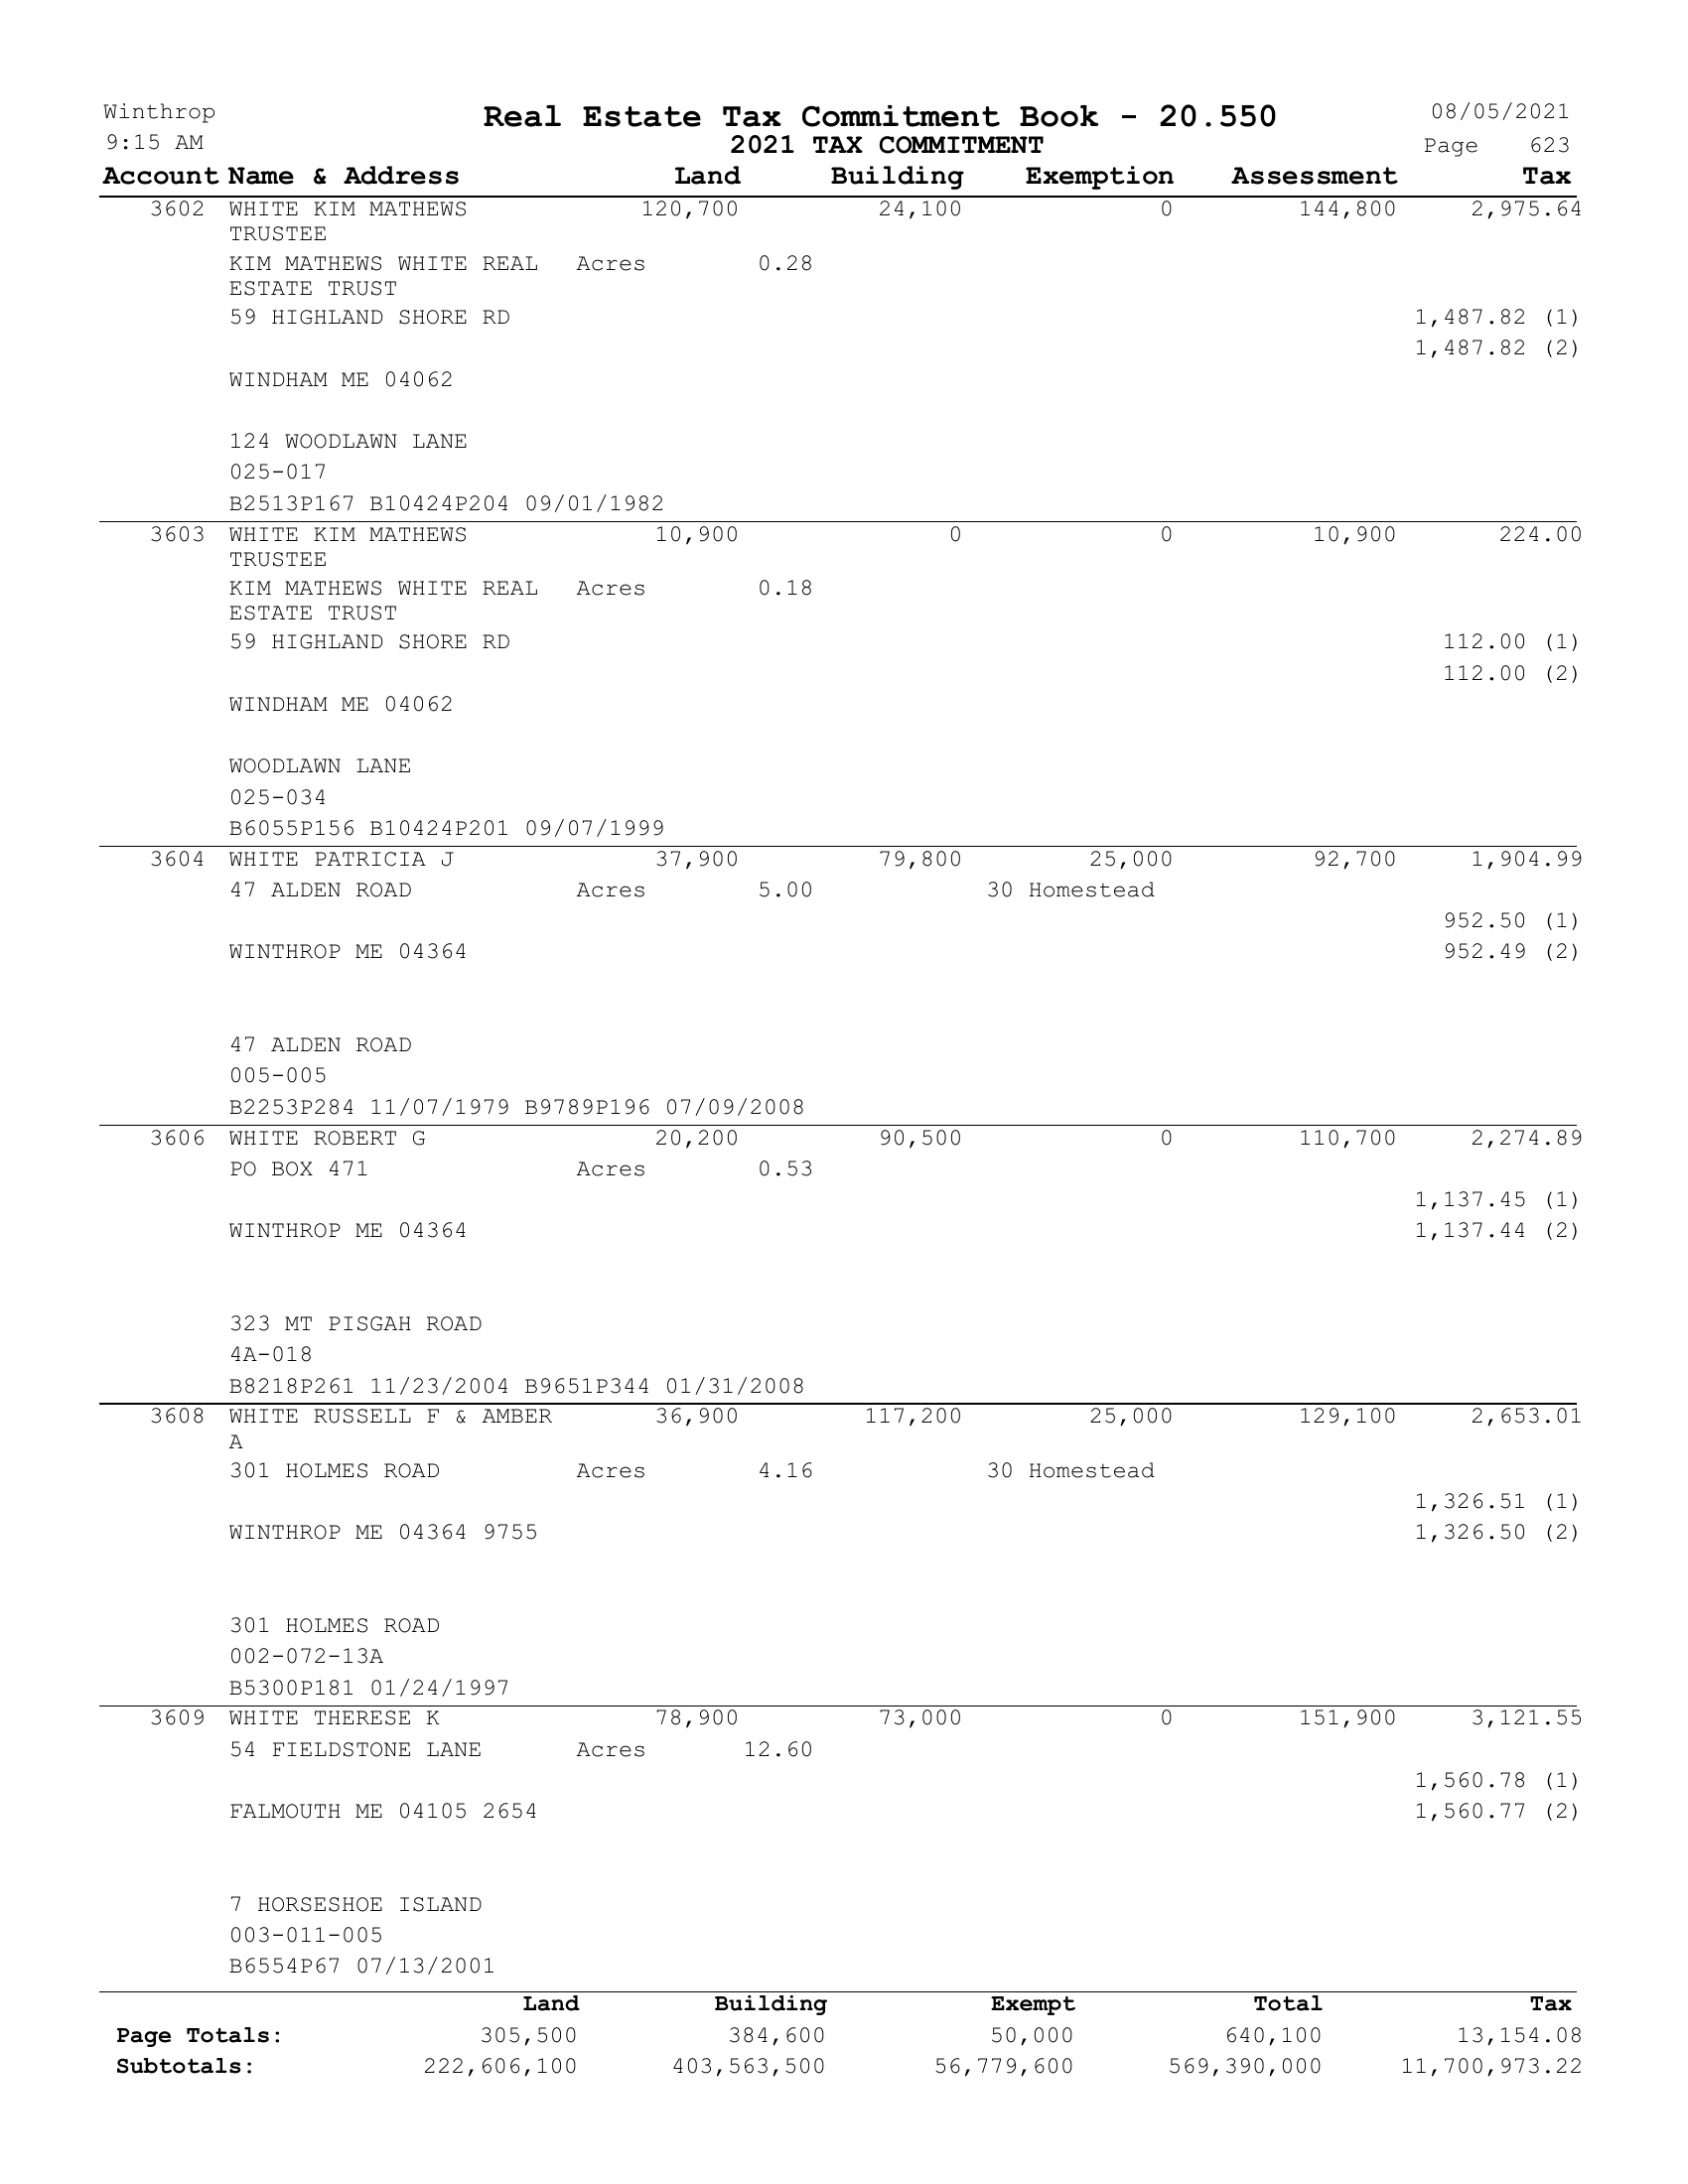 Winthrop Real Estate Tax Commitment Book - 20.550 08/05/2021
9:15 AM 2021 TAX COMMITMENT Page 623
Account Name & Address Land Building Exemption Assessment Tax
3602 WHITE KIM MATHEWS 120,700 24,100 0 144,800 2,975.64
TRUSTEE
KIM MATHEWS WHITE REAL Acres 0.28
ESTATE TRUST
59 HIGHLAND SHORE RD 1,487.82 (1)
1,487.82 (2)
WINDHAM ME 04062
124 WOODLAWN LANE
025-017
B2513P167 B10424P204 09/01/1982
3603 WHITE KIM MATHEWS 10,900 0 0 10,900 224.00
TRUSTEE
KIM MATHEWS WHITE REAL Acres 0.18
ESTATE TRUST
59 HIGHLAND SHORE RD 112.00 (1)
112.00 (2)
WINDHAM ME 04062
WOODLAWN LANE
025-034
B6055P156 B10424P201 09/07/1999
3604 WHITE PATRICIA J 37,900 79,800 25,000 92,700 1,904.99
47 ALDEN ROAD Acres 5.00 30 Homestead
952.50 (1)
WINTHROP ME 04364 952.49 (2)
47 ALDEN ROAD
005-005
B2253P284 11/07/1979 B9789P196 07/09/2008
3606 WHITE ROBERT G 20,200 90,500 0 110,700 2,274.89
PO BOX 471 Acres 0.53
1,137.45 (1)
WINTHROP ME 04364 1,137.44 (2)
323 MT PISGAH ROAD
4A-018
B8218P261 11/23/2004 B9651P344 01/31/2008
3608 WHITE RUSSELL F & AMBER 36,900 117,200 25,000 129,100 2,653.01
A
301 HOLMES ROAD Acres 4.16 30 Homestead
1,326.51 (1)
WINTHROP ME 04364 9755 1,326.50 (2)
301 HOLMES ROAD
002-072-13A
B5300P181 01/24/1997
3609 WHITE THERESE K 78,900 73,000 0 151,900 3,121.55
54 FIELDSTONE LANE Acres 12.60
1,560.78 (1)
FALMOUTH ME 04105 2654 1,560.77 (2)
7 HORSESHOE ISLAND
003-011-005
B6554P67 07/13/2001
Land Building Exempt Total Tax
Page Totals: 305,500 384,600 50,000 640,100 13,154.08
Subtotals: 222,606,100 403,563,500 56,779,600 569,390,000 11,700,973.22